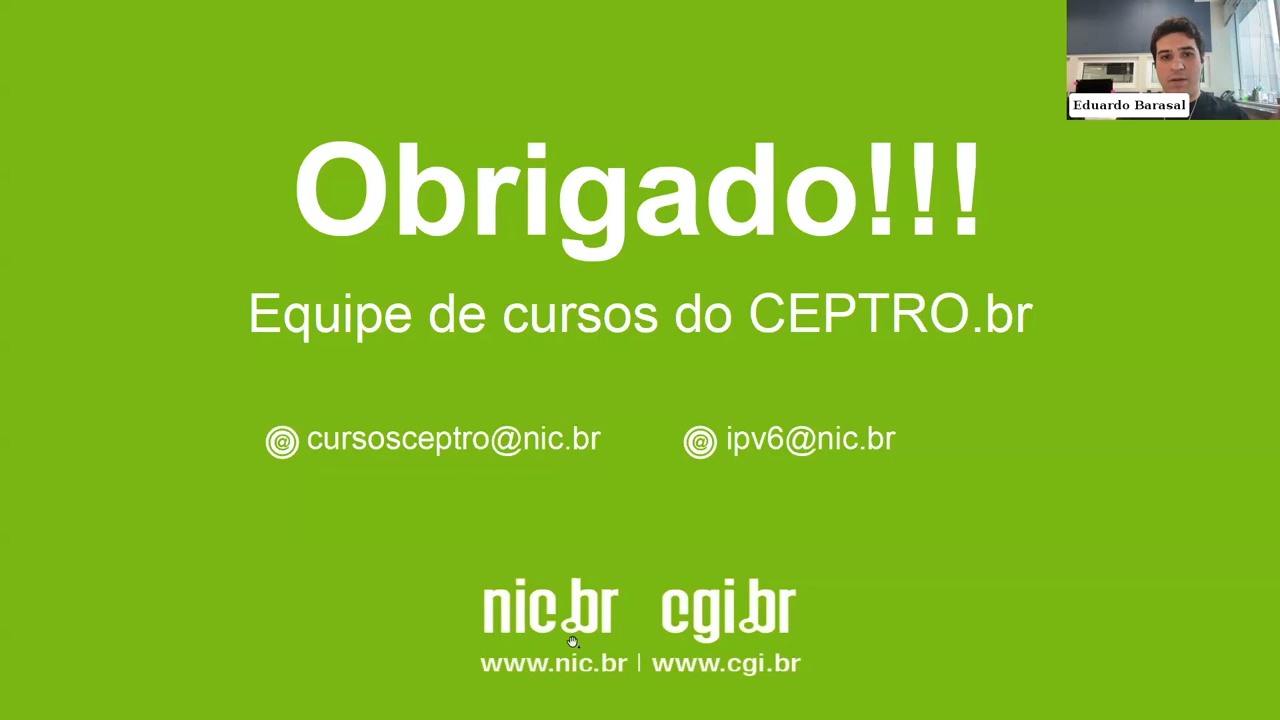 Eduardo Barasal
Obrigado!!!
Equipe de cursos do CEPTRO.br
@ cursosceptro@nic.br @ ipv6@nic.br
nic.br cgi.br
www.nic.br | www.cgi.br